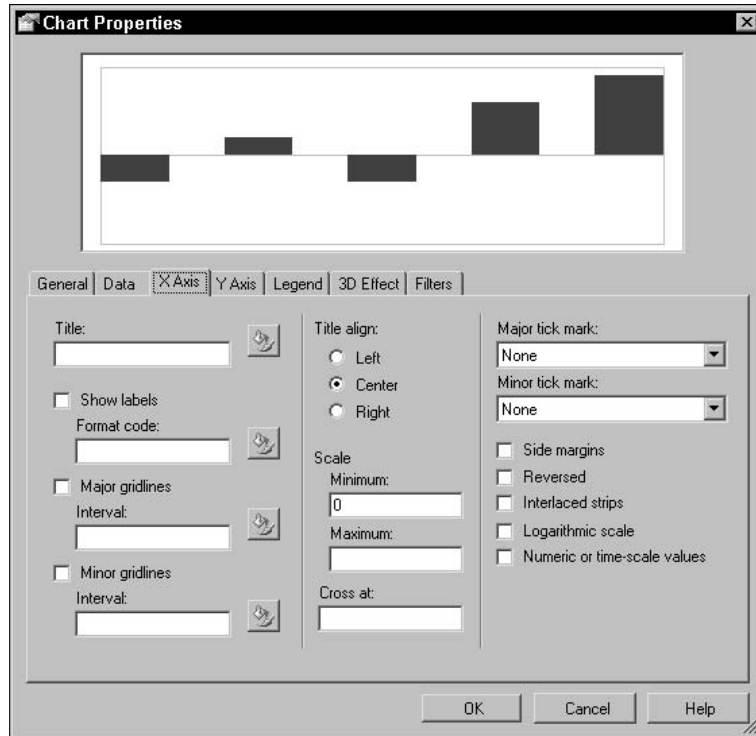 Chart Properties
General Data X Axis Y Axis Legend 3D Effect Filters
Title:
Show labels
Format code:
Major gridlines
Interval:
Minor gridlines
Interval:
Title align:
Left
Center
Right
Scale
Minimum:
0
Maximum:
Cross at:
Major tick mark:
None
Minor tick mark:
None
Side margins
Reversed
Interlaced strips
Logarithmic scale
Numeric or time-scale values
OK Cancel Help